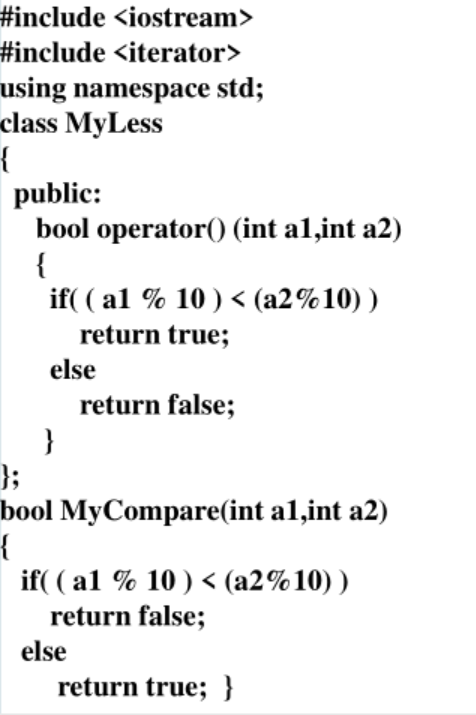 #include <iostream>
#include <iterator>
using namespace std;
class MyLess
{
public:
bool operator() (int a1,int a2)
{
if( ( a1 % 10 ) < (a2%10) )
return true;
else
return false;
}
};
bool MyCompare(int a1,int a2)
{
if( ( a1 % 10 ) < (a2%10) )
return false;
else
return true; }